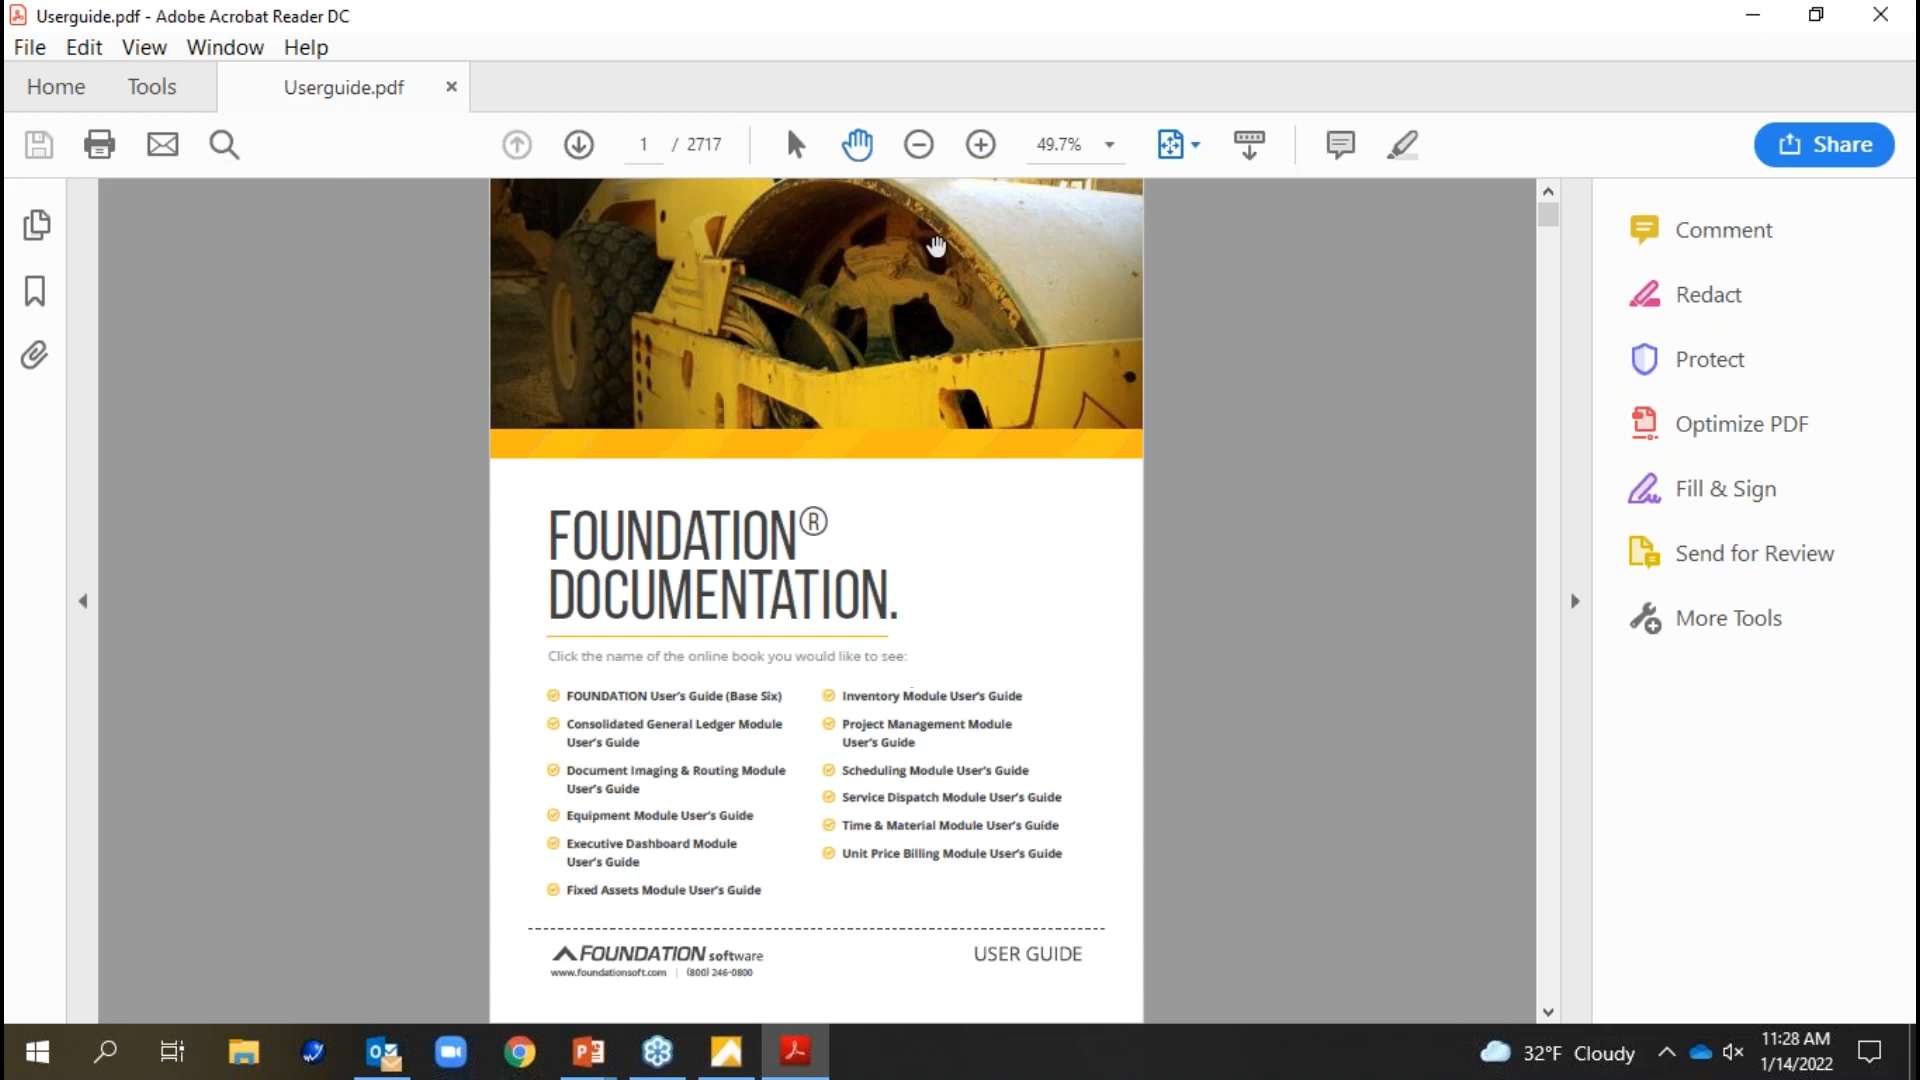 Userguide.pdf - Adobe Acrobat Reader DC
File Edit View Window Help
Home Tools Userguide.pdf ×
1 / 2717 49.7% Share
Comment
Redact
Protect
Optimize PDF
Fill & Sign
Send for Review
More Tools
FOUNDATION®
DOCUMENTATION.
Click the name of the online book you would like to see:
FOUNDATION User's Guide (Base Six)
Consolidated General Ledger Module
User's Guide
Document Imaging & Routing Module
User's Guide
Equipment Module User's Guide
Executive Dashboard Module
User's Guide
Fixed Assets Module User's Guide
Inventory Module User's Guide
Project Management Module
User's Guide
Scheduling Module User's Guide
Service Dispatch Module User's Guide
Time & Material Module User's Guide
Unit Price Billing Module User's Guide
FOUNDATION software
www.foundationsoft.com | (800) 246-0800
USER GUIDE
32°F Cloudy
11:28 AM
1/14/2022